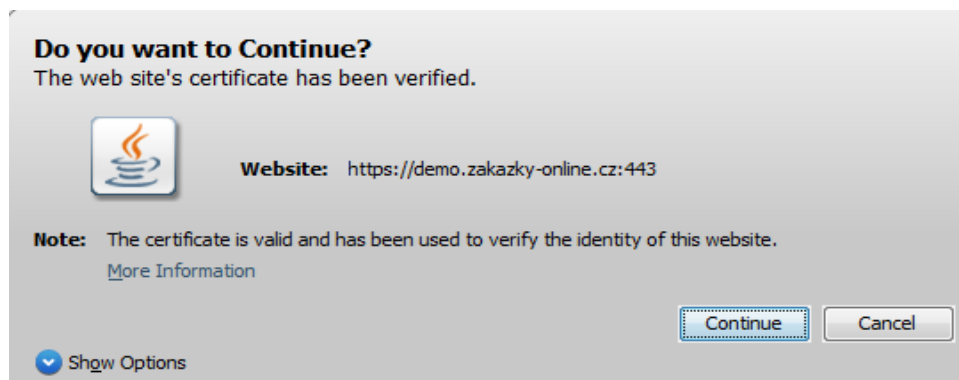 Do you want to Continue?
The web site's certificate has been verified.
Website: https://demo.zakazky-online.cz:443
Note: The certificate is valid and has been used to verify the identity of this website.
More Information
Continue Cancel
Show Options